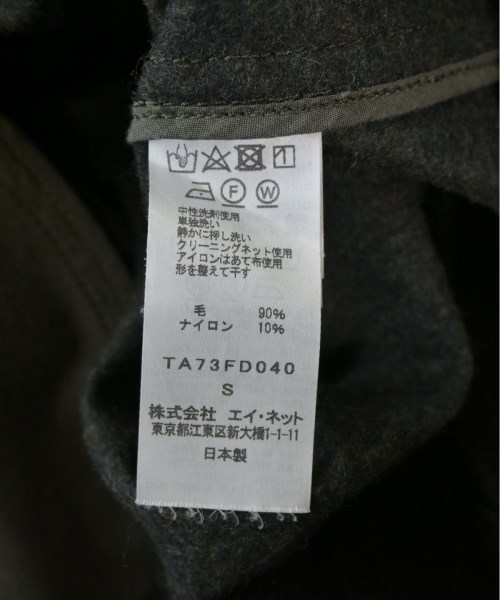 F W
中性洗剤使用
単独洗い
静かに押し洗い
クリーニングネット使用
アイロンはあて布使用
形を整えて干す
毛 90%
ナイロン 10%
TA73FD040
S
株式会社 エイ・ネット
東京都江東区新大橋1-1-11
日本製